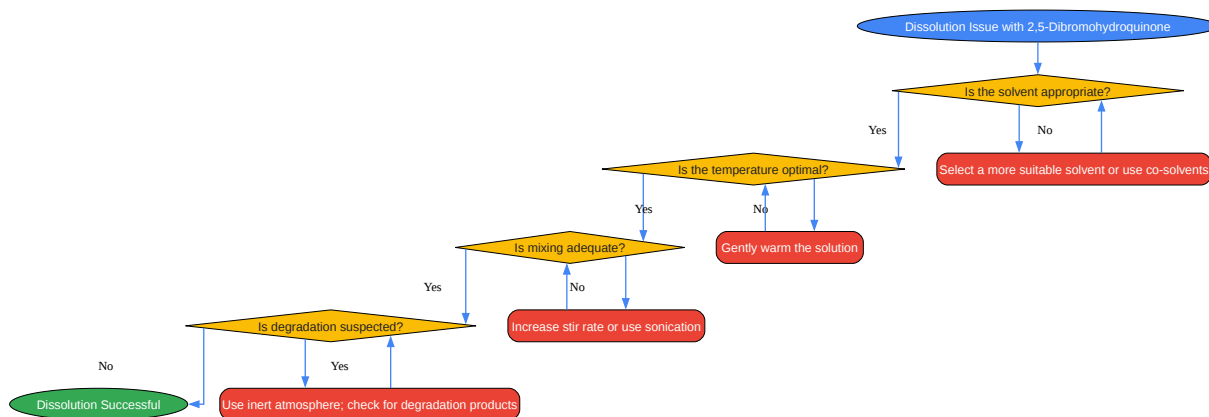 Dissolution Issue with 2,5-Dibromohydroquinone
Is the solvent appropriate?
Yes
No
Select a more suitable solvent or use co-solvents
Is the temperature optimal?
Yes
No
Gently warm the solution
Is mixing adequate?
Yes
No
Increase stir rate or use sonication
Is degradation suspected?
No
Yes
Dissolution Successful
Use inert atmosphere; check for degradation products